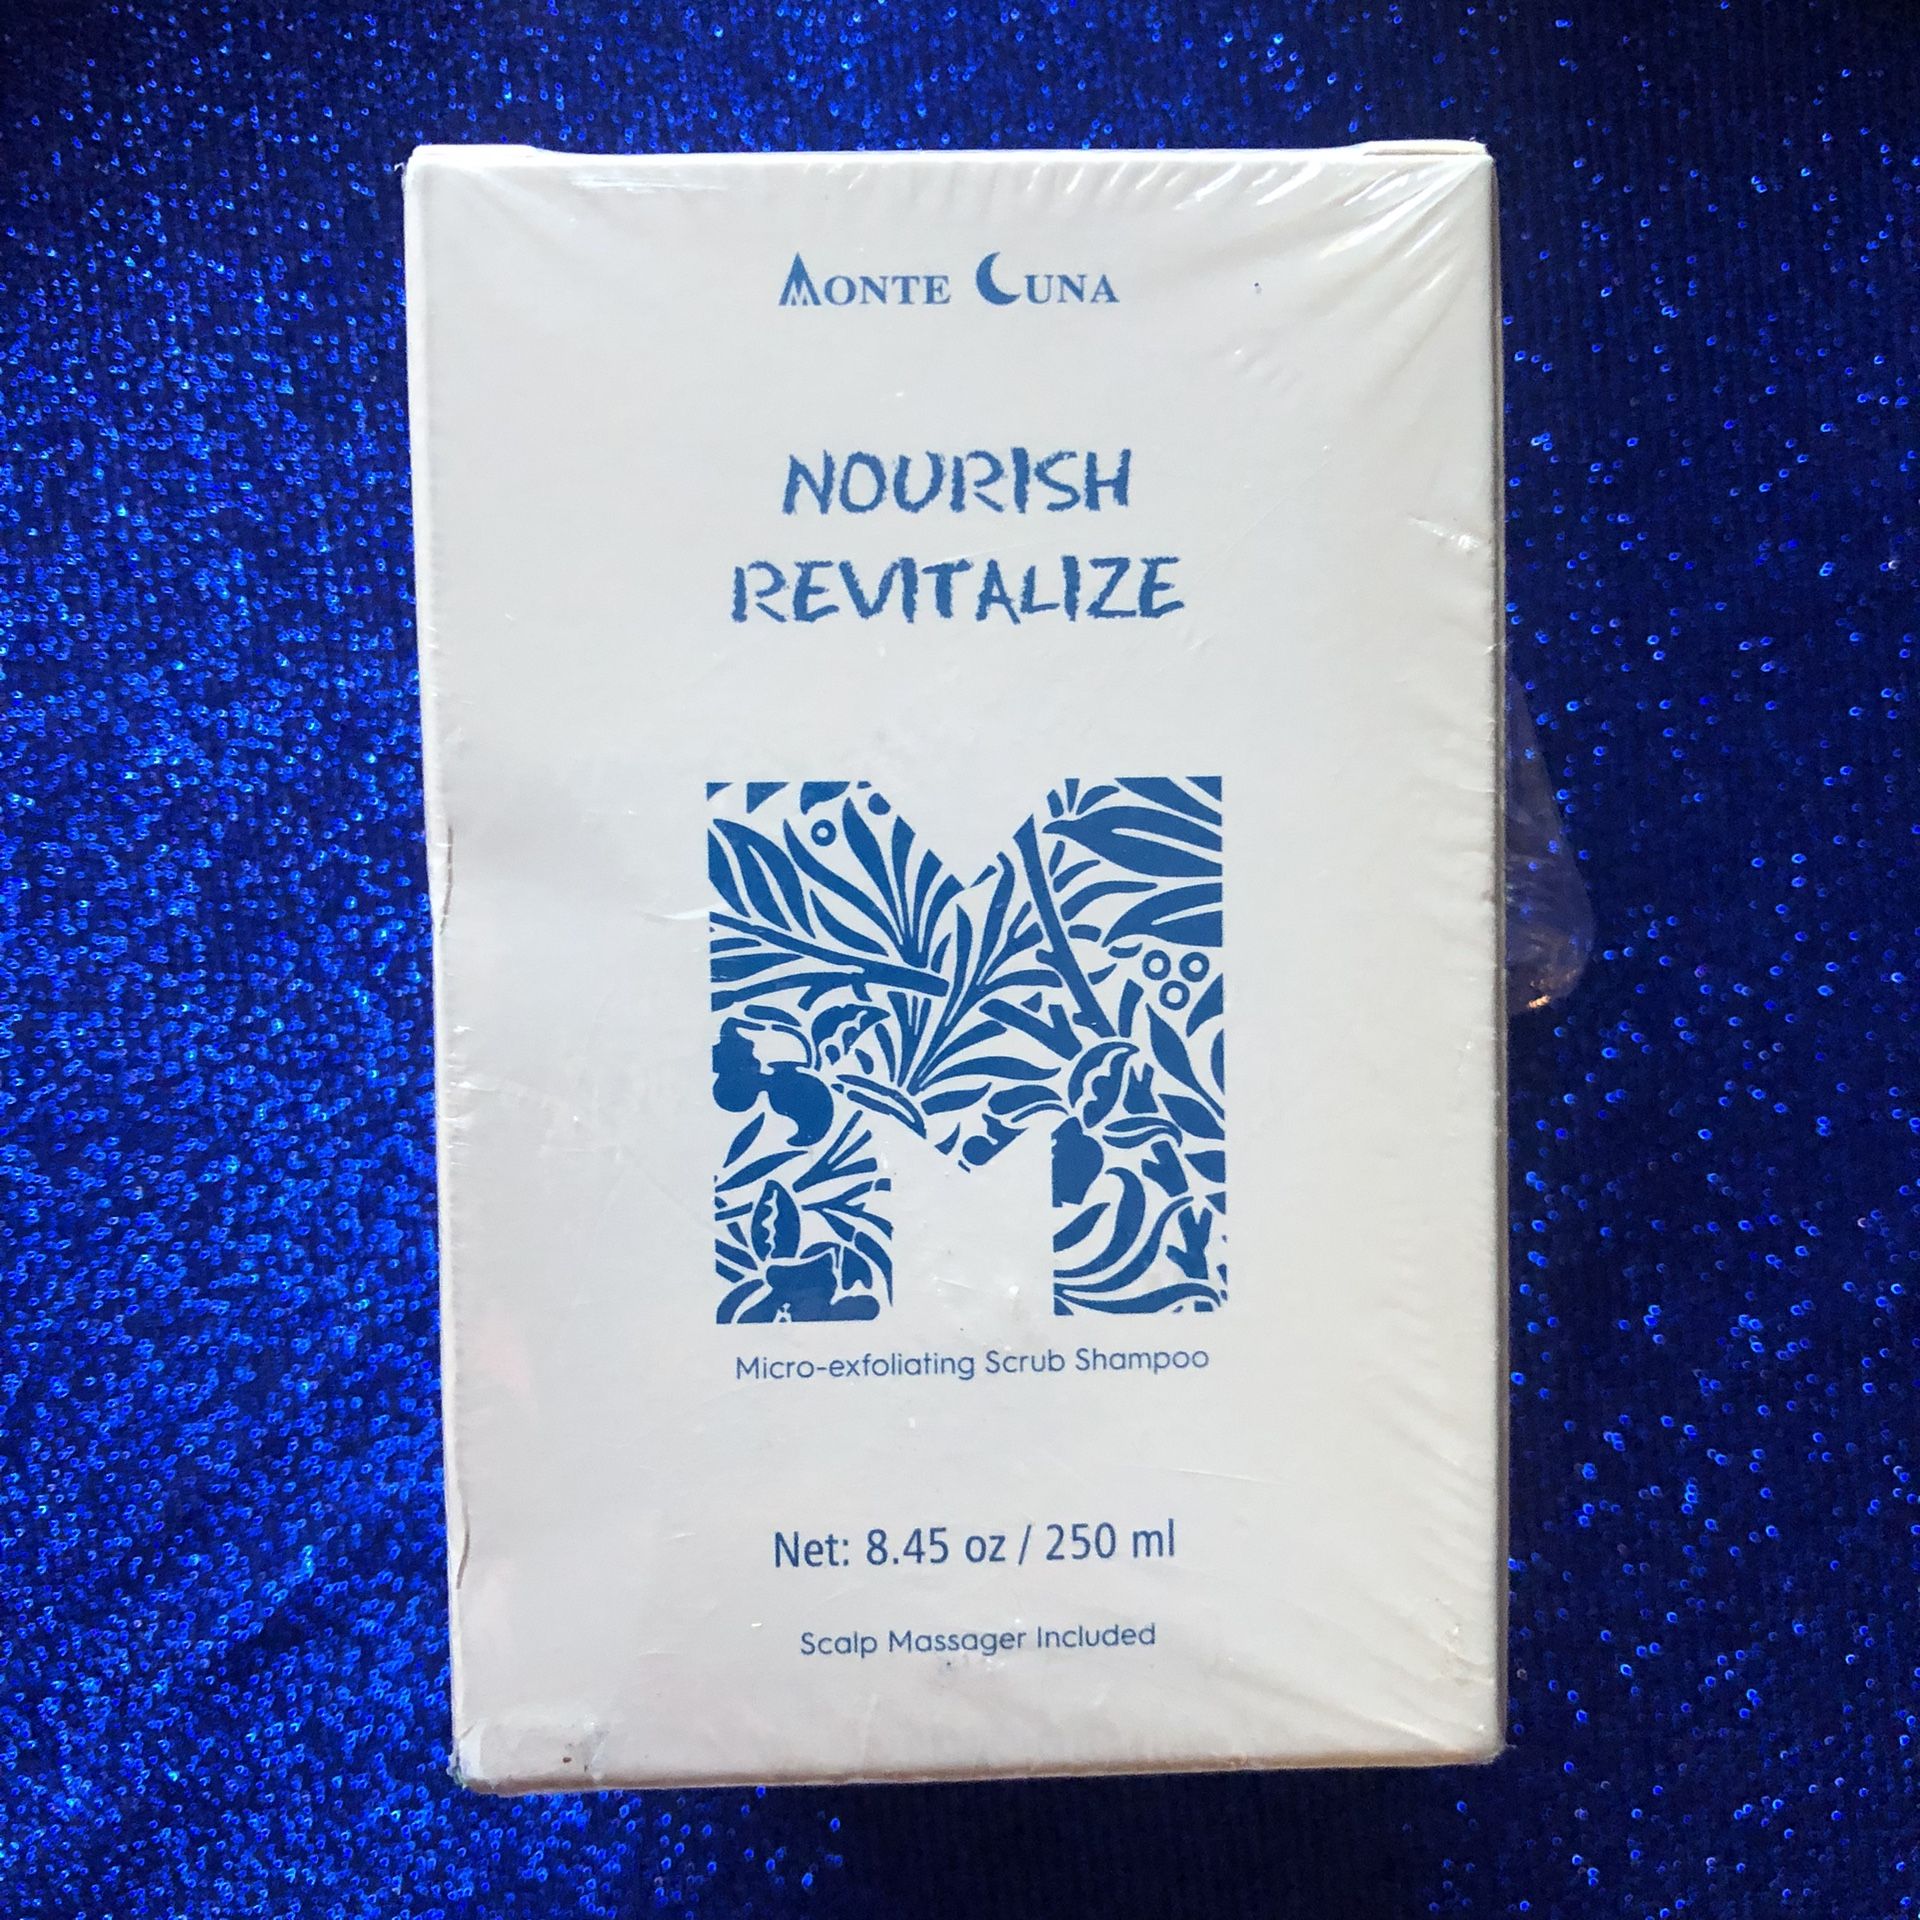 MONTE LUNA
NOURISH
REVITALIZE
Micro-exfoliating Scrub Shampoo
Net: 8.45 oz / 250 ml
Scalp Massager Included